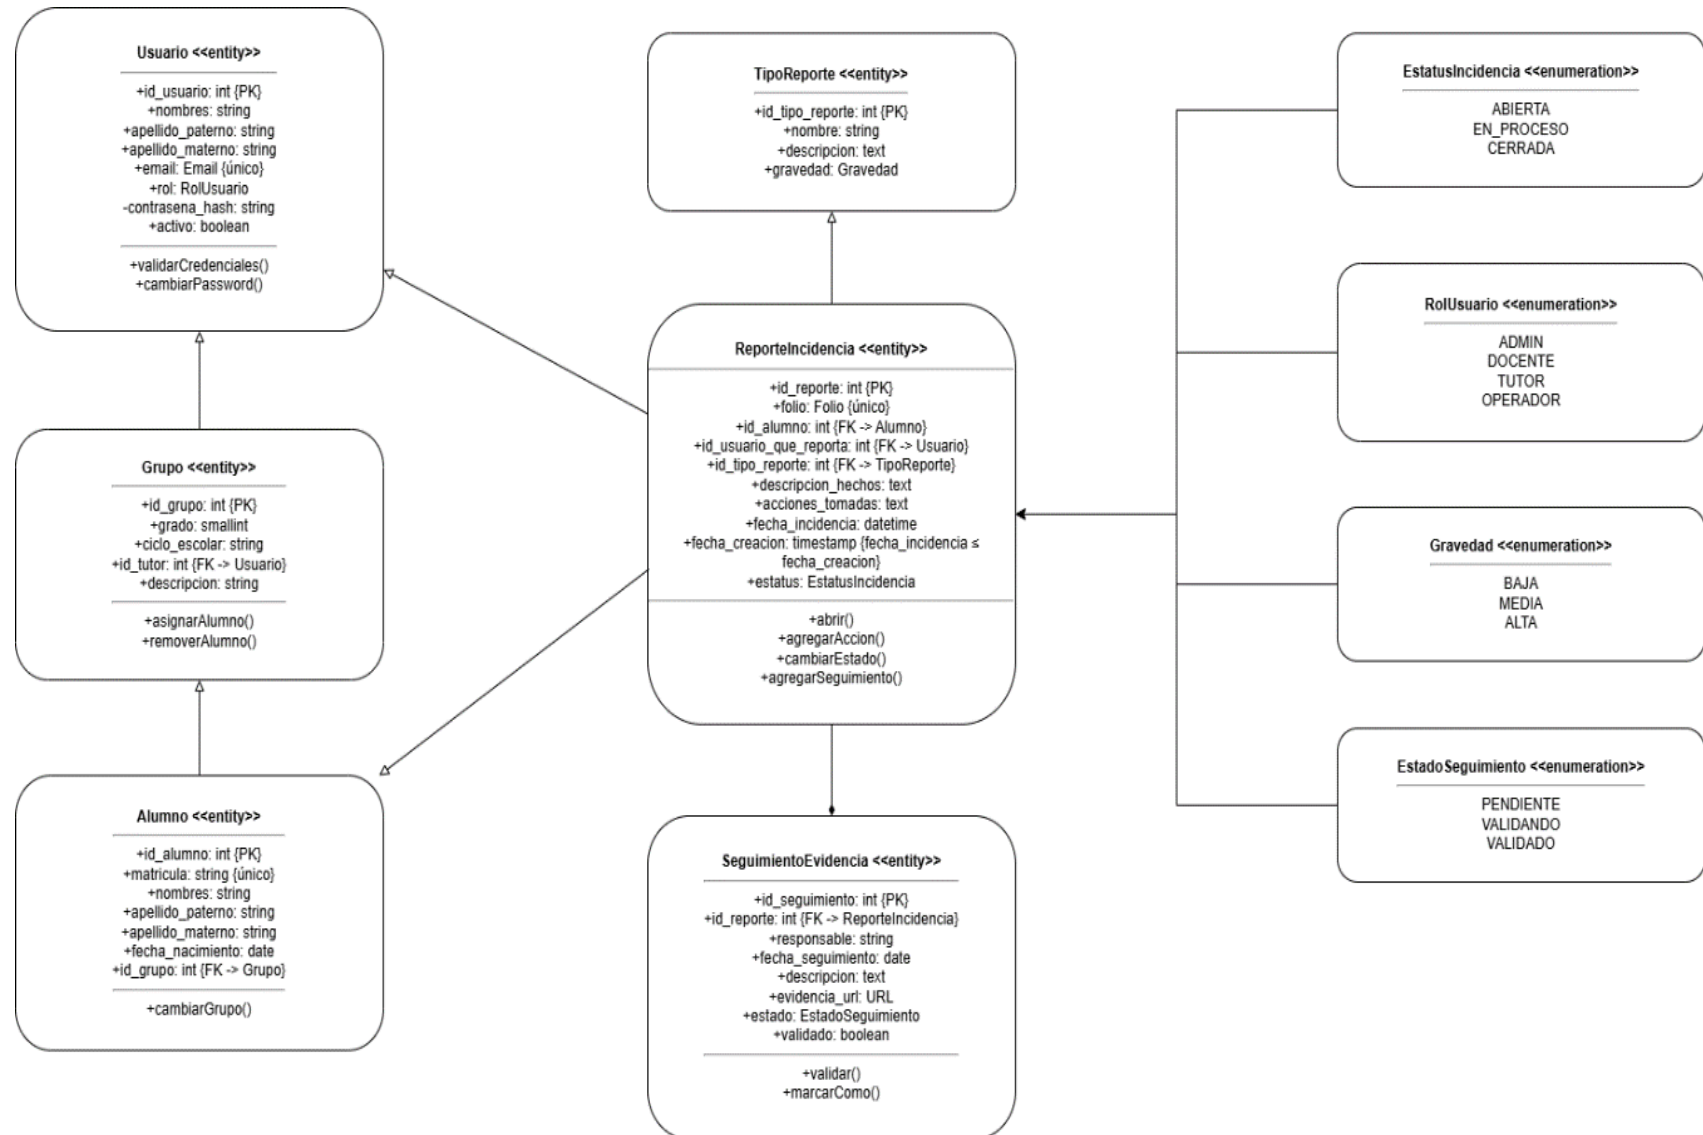 Usuario <<entity>>
+id_usuario: int {PK}
+nombres: string
+apellido_paterno: string
+apellido_materno: string
+email: Email {único}
+rol: RolUsuario
-contrasena_hash: string
+activo: boolean
+validarCredenciales()
+cambiarPassword()
Grupo <<entity>>
+id_grupo: int {PK}
+grado: smallint
+ciclo_escolar: string
+id_tutor: int {FK -> Usuario}
+descripcion: string
+asignarAlumno()
+removerAlumno()
Alumno <<entity>>
+id_alumno: int {PK}
+matricula: string {único}
+nombres: string
+apellido_paterno: string
+apellido_materno: string
+fecha_nacimiento: date
+id_grupo: int {FK -> Grupo}
+cambiarGrupo()
TipoReporte <<entity>>
+id_tipo_reporte: int {PK}
+nombre: string
+descripcion: text
+gravedad: Gravedad
ReporteIncidencia <<entity>>
+id_reporte: int {PK}
+folio: Folio {único}
+id_alumno: int {FK -> Alumno}
+id_usuario_que_reporta: int {FK -> Usuario}
+id_tipo_reporte: int {FK -> TipoReporte}
+descripcion_hechos: text
+acciones_tomadas: text
+fecha_incidencia: datetime
+fecha_creacion: timestamp {fecha_incidencia ≤
fecha_creacion}
+estatus: EstatusIncidencia
+abrir()
+agregarAccion()
+cambiarEstado()
+agregarSeguimiento()
SeguimientoEvidencia <<entity>>
+id_seguimiento: int {PK}
+id_reporte: int {FK -> ReporteIncidencia}
+responsable: string
+fecha_seguimiento: date
+descripcion: text
+evidencia_url: URL
+estado: EstadoSeguimiento
+validado: boolean
+validar()
+marcarComo()
EstatusIncidencia <<enumeration>>
ABIERTA
EN_PROCESO
CERRADA
RolUsuario <<enumeration>>
ADMIN
DOCENTE
TUTOR
OPERADOR
Gravedad <<enumeration>>
BAJA
MEDIA
ALTA
EstadoSeguimiento <<enumeration>>
PENDIENTE
VALIDANDO
VALIDADO